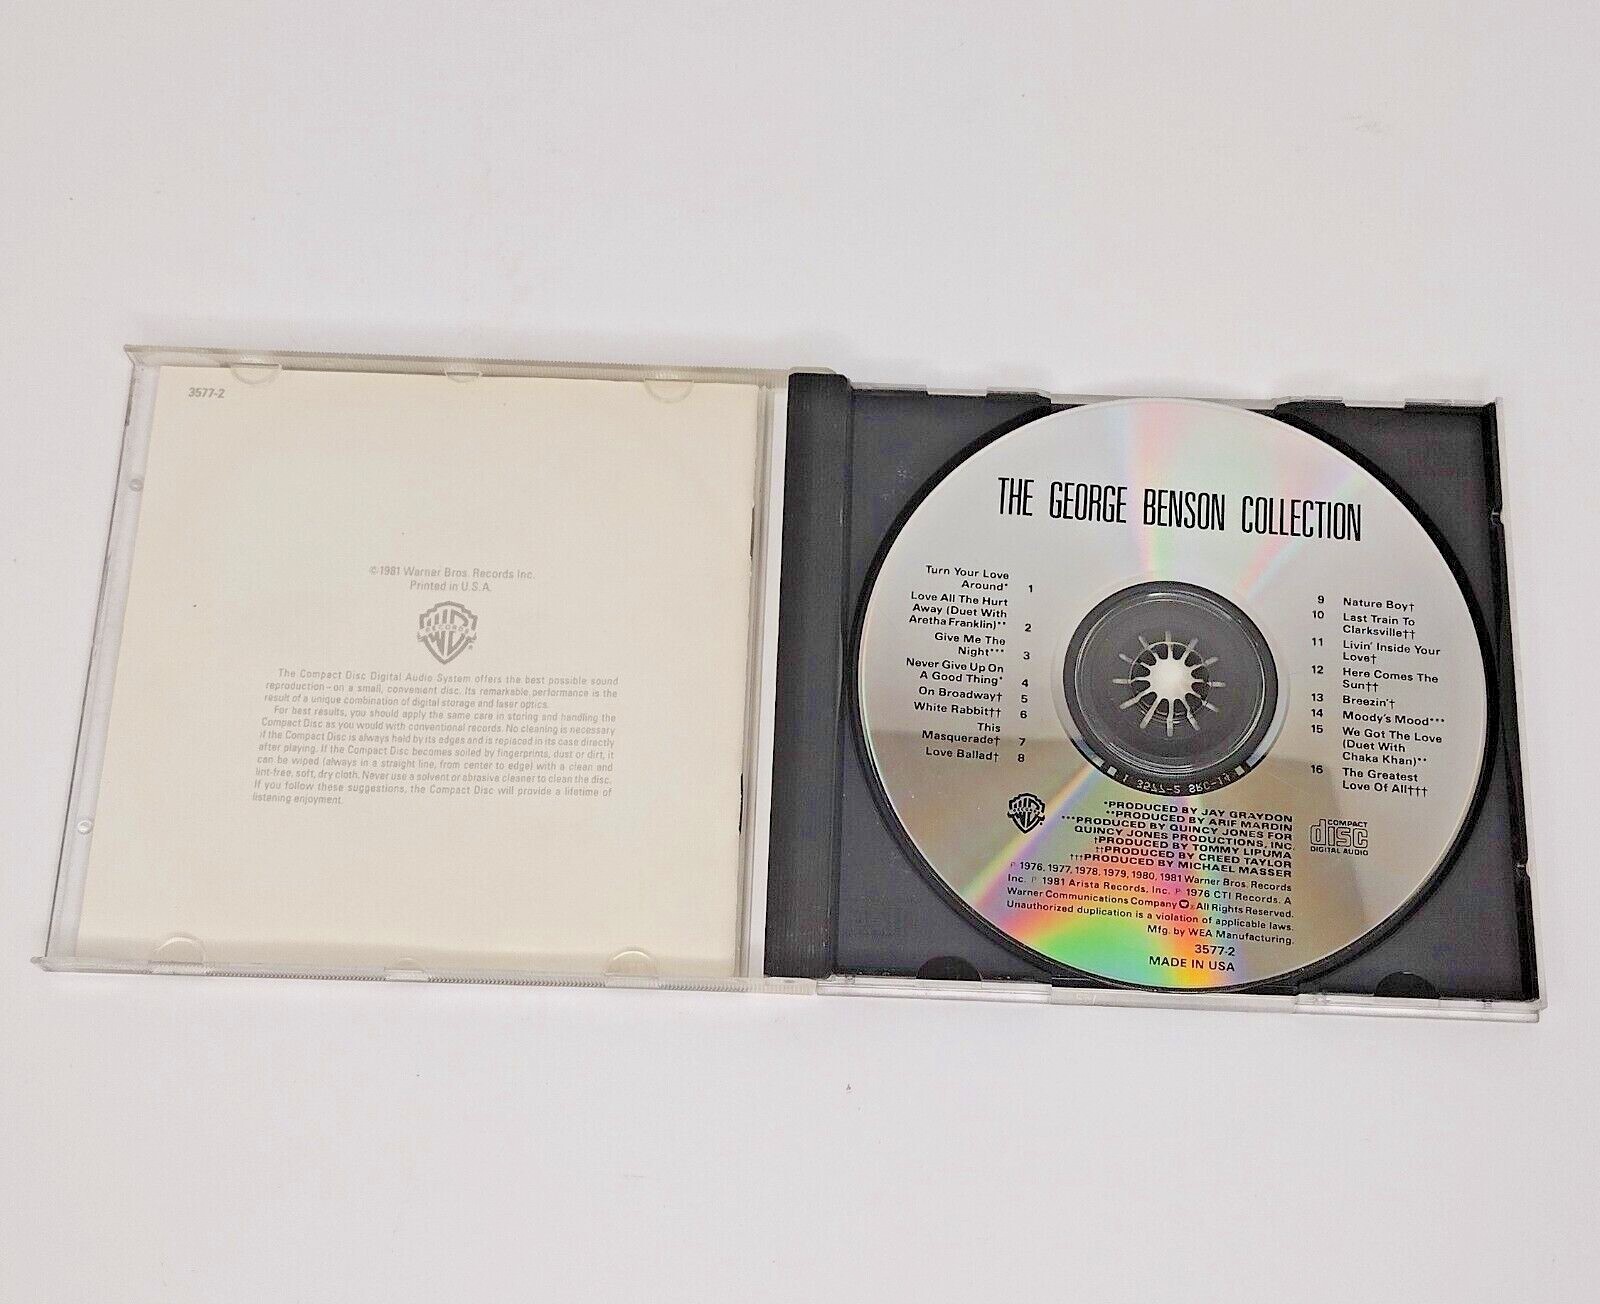 3577-2
©1981 Warner Bros. Records Inc.
Printed in U.S.A.
RECORDS
The Compact Disc Digital Audio System offers the best possible sound
reproduction–on a small, convenient disc. Its remarkable performance is the
result of a unique combination of digital storage and laser optics.
For best results, you should apply the same care in storing and handling the
Compact Disc as you would with conventional records. No cleaning is necessary
if the Compact Disc is always held by its edges and is replaced in its case directly
after playing. If the Compact Disc becomes soiled by fingerprints, dust or dirt, it
can be wiped (always in a straight line, from center to edge) with a clean and
lint-free, soft, dry cloth. Never use a solvent or abrasive cleaner to clean the disc.
If you follow these suggestions, the Compact Disc will provide a lifetime of
listening enjoyment.
THE GEORGE BENSON COLLECTION
Turn Your Love
Around* 1
Love All The Hurt
Away (Duet With
Aretha Franklin)** 2
Give Me The
Night*** 3
Never Give Up On
A Good Thing* 4
On Broadway† 5
White Rabbit†† 6
This
Masquerade† 7
Love Ballad† 8
9 Nature Boy†
10 Last Train To
Clarksville††
11 Livin' Inside Your
Love†
12 Here Comes The
Sun††
13 Breezin'†
14 Moody's Mood***
15 We Got The Love
(Duet With
Chaka Khan)**
16 The Greatest
Love Of All†††
1 3577-2 SRC-14
*PRODUCED BY JAY GRAYDON
**PRODUCED BY ARIF MARDIN
***PRODUCED BY QUINCY JONES FOR
QUINCY JONES PRODUCTIONS, INC.
†PRODUCED BY TOMMY LIPUMA
††PRODUCED BY CREED TAYLOR
†††PRODUCED BY MICHAEL MASSER
COMPACT
disc
DIGITAL AUDIO
℗ 1976, 1977, 1978, 1979, 1980, 1981 Warner Bros. Records
Inc. ℗ 1981 Arista Records, Inc. ℗ 1976 CTI Records. A
Warner Communications Company ® All Rights Reserved.
Unauthorized duplication is a violation of applicable laws.
Mfg. by WEA Manufacturing.
3577-2
MADE IN USA